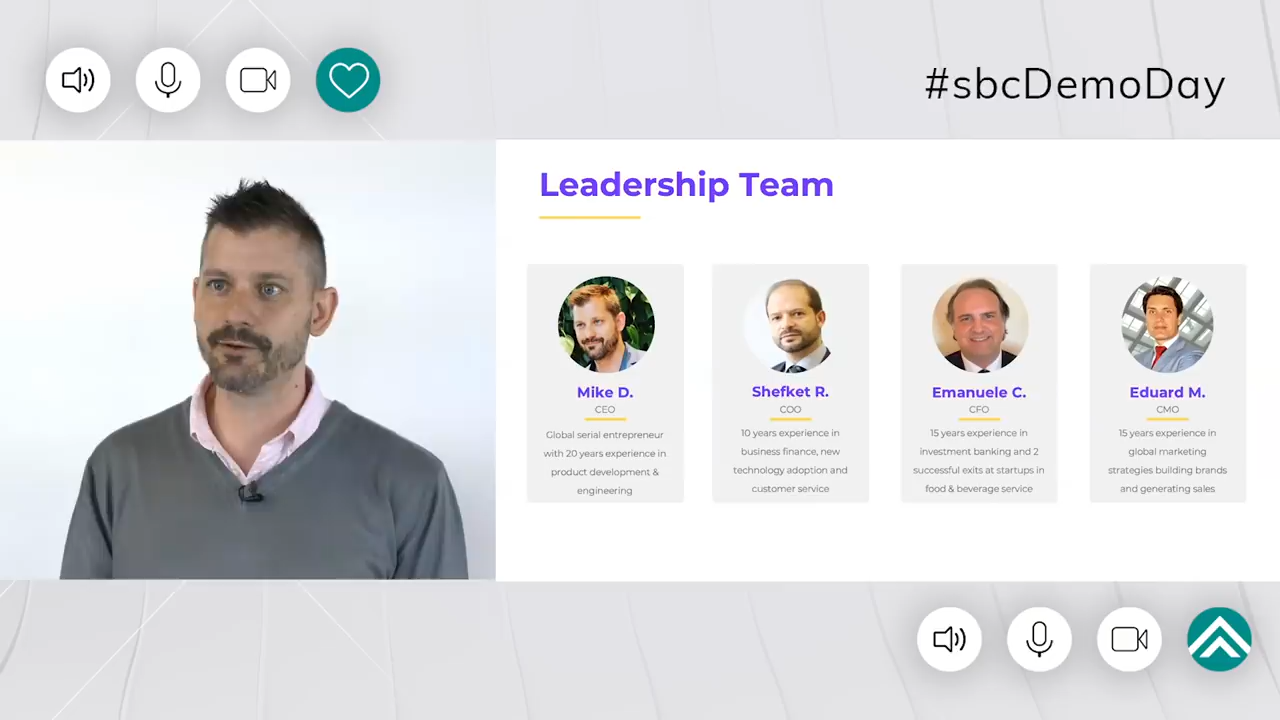 #sbcDemoDay
Leadership Team
Mike D.
CEO
Global serial entrepreneur
with 20 years experience in
product development &
engineering
Shefket R.
COO
10 years experience in
business finance, new
technology adoption and
customer service
Emanuele C.
CFO
15 years experience in
investment banking and 2
successful exits at startups in
food & beverage service
Eduard M.
CMO
15 years experience in
global marketing
strategies building brands
and generating sales